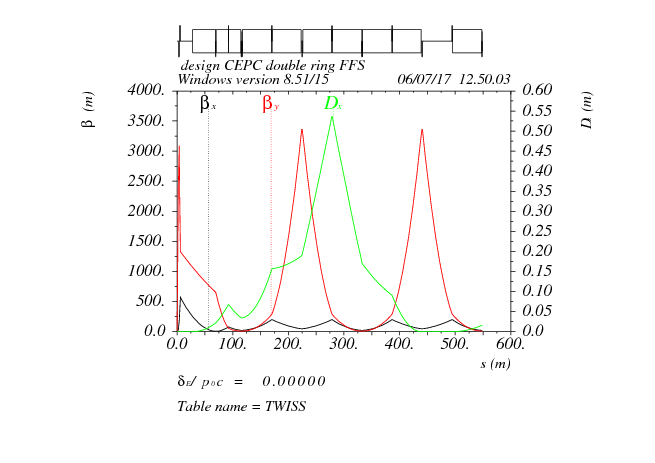 design CEPC double ring FFS
Windows version 8.51/15 06/07/17 12.50.03
4000. 0.60
βx βy Dx
β (m) D (m)
0.55
3500. 0.50
3000. 0.45
0.40
2500. 0.35
2000. 0.30
1500. 0.25
0.20
1000. 0.15
0.10
500. 0.05
0.0 0.0
0.0 100. 200. 300. 400. 500. 600.
s (m)
δE/ p0c = 0.00000
Table name = TWISS